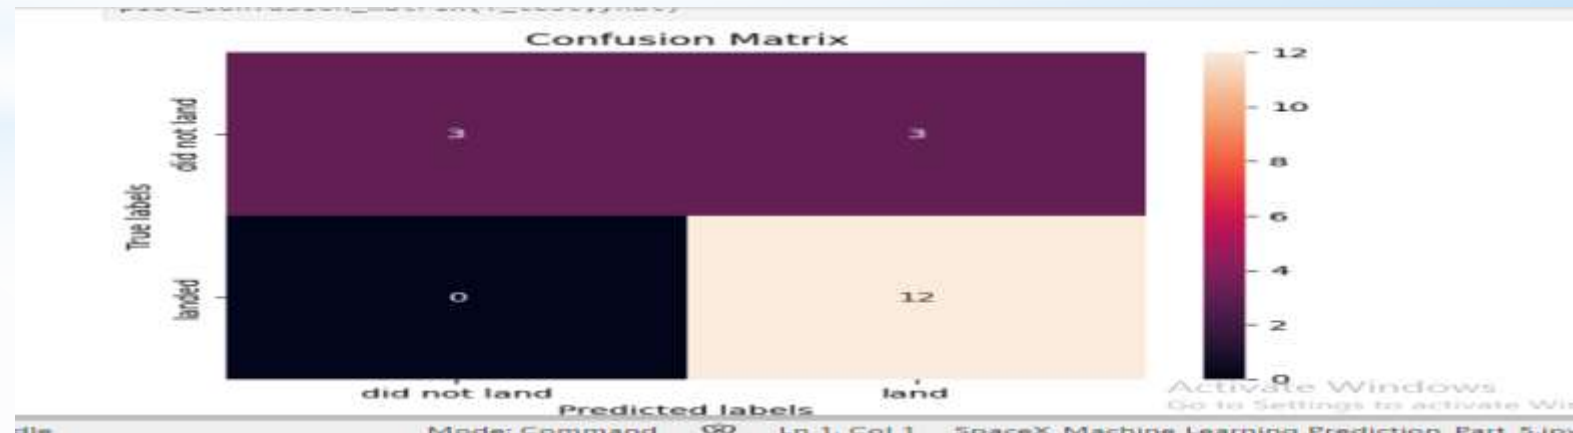 Confusion Matrix
12
10
8
6
4
2
0
True labels
did not land
landed
3 3
0 12
did not land land
Predicted labels
Activate Windows
Go to Settings to activate Win
Mode: Command Ln 1, Col 1 SpaceX_Machine Learning Prediction_Part_5.ipy